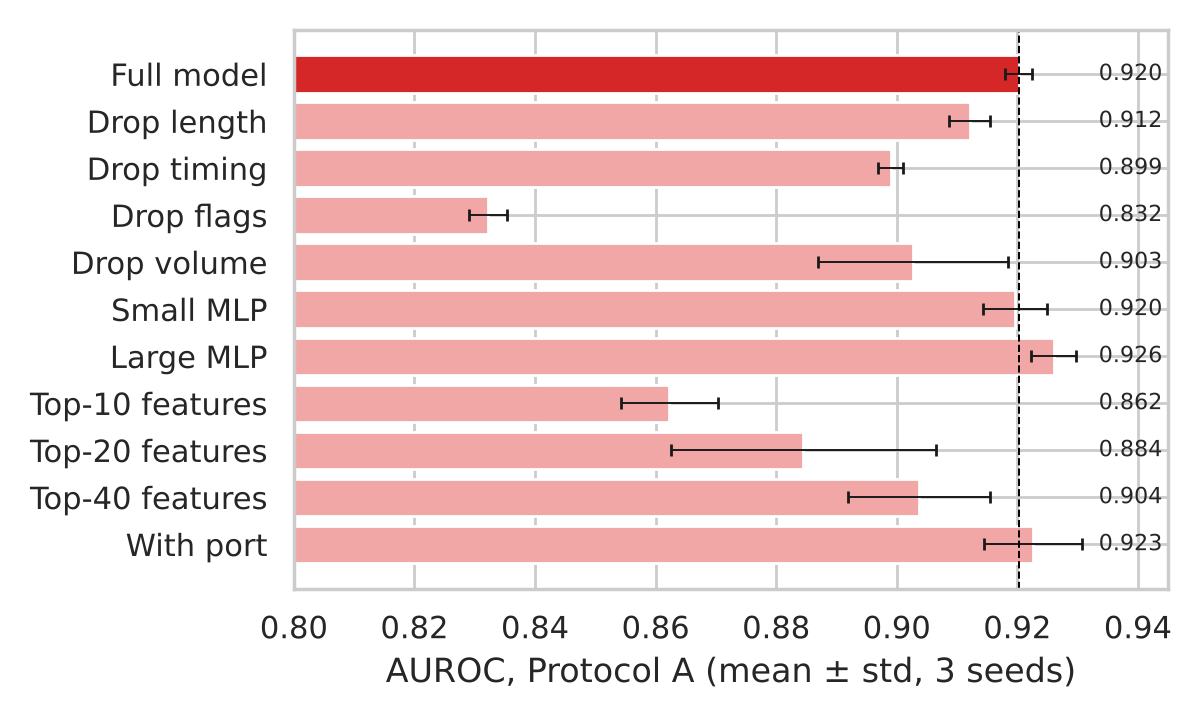 Full model 0.920
Drop length 0.912
Drop timing 0.899
Drop flags 0.832
Drop volume 0.903
Small MLP 0.920
Large MLP 0.926
Top-10 features 0.862
Top-20 features 0.884
Top-40 features 0.904
With port 0.923
0.80 0.82 0.84 0.86 0.88 0.90 0.92 0.94
AUROC, Protocol A (mean ± std, 3 seeds)